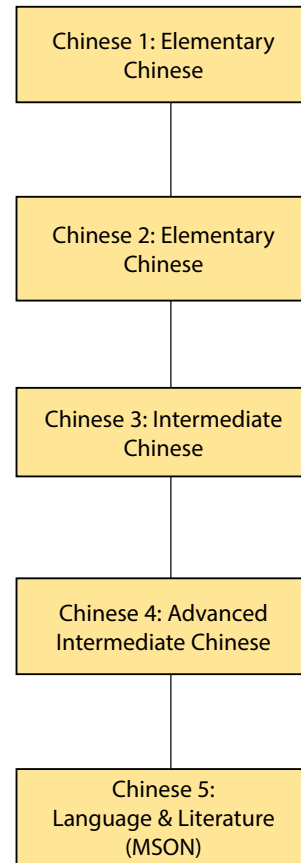 Chinese 1: Elementary
Chinese
Chinese 2: Elementary
Chinese
Chinese 3: Intermediate
Chinese
Chinese 4: Advanced
Intermediate Chinese
Chinese 5:
Language & Literature
(MSON)